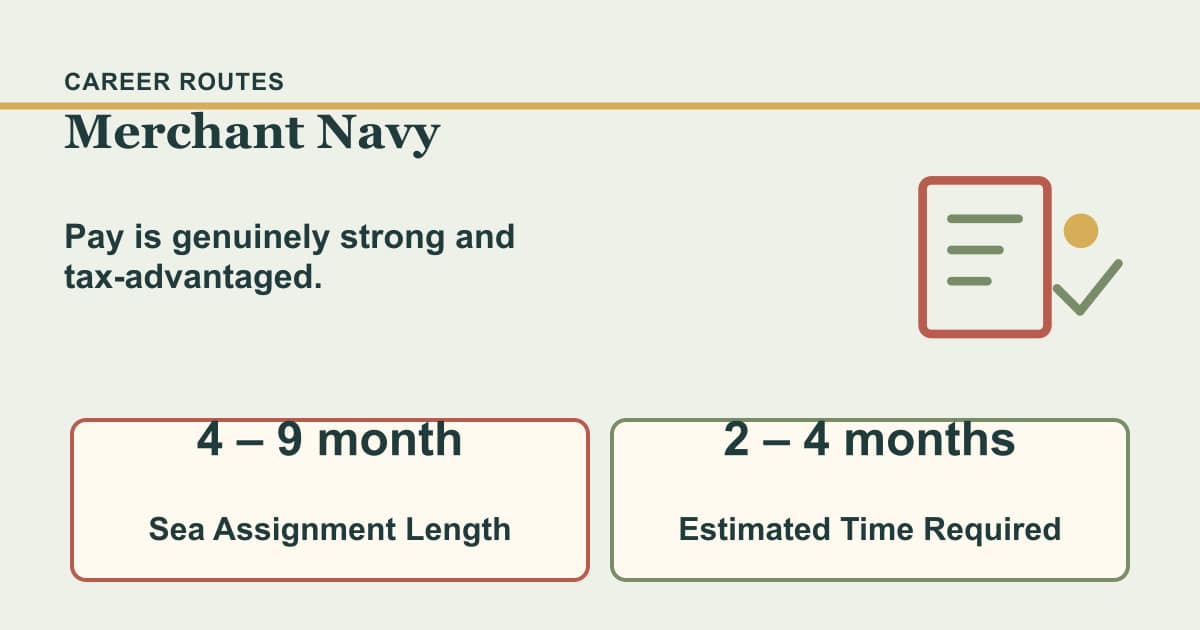 CAREER ROUTES
Merchant Navy
Pay is genuinely strong and
tax-advantaged.
4 – 9 month
Sea Assignment Length
2 – 4 months
Estimated Time Required